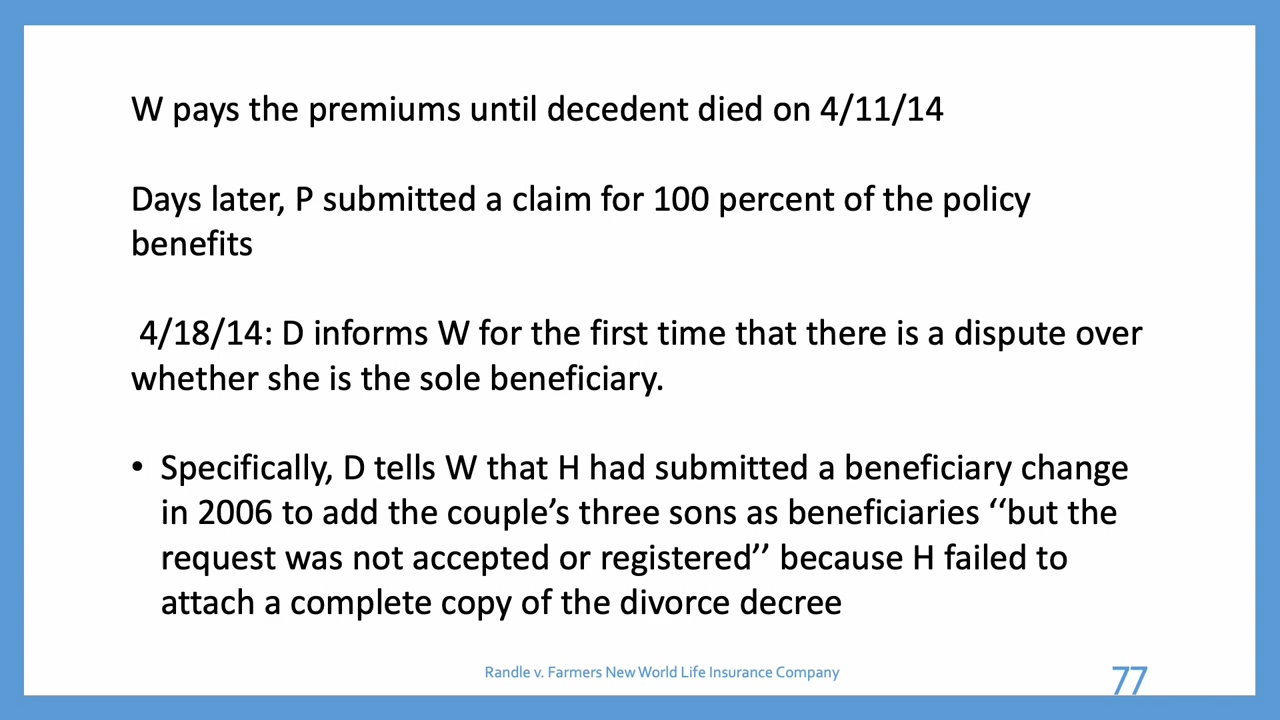 W pays the premiums until decedent died on 4/11/14
Days later, P submitted a claim for 100 percent of the policy
benefits
4/18/14: D informs W for the first time that there is a dispute over
whether she is the sole beneficiary.
• Specifically, D tells W that H had submitted a beneficiary change
in 2006 to add the couple’s three sons as beneficiaries ‘‘but the
request was not accepted or registered’’ because H failed to
attach a complete copy of the divorce decree
Randle v. Farmers New World Life Insurance Company
77